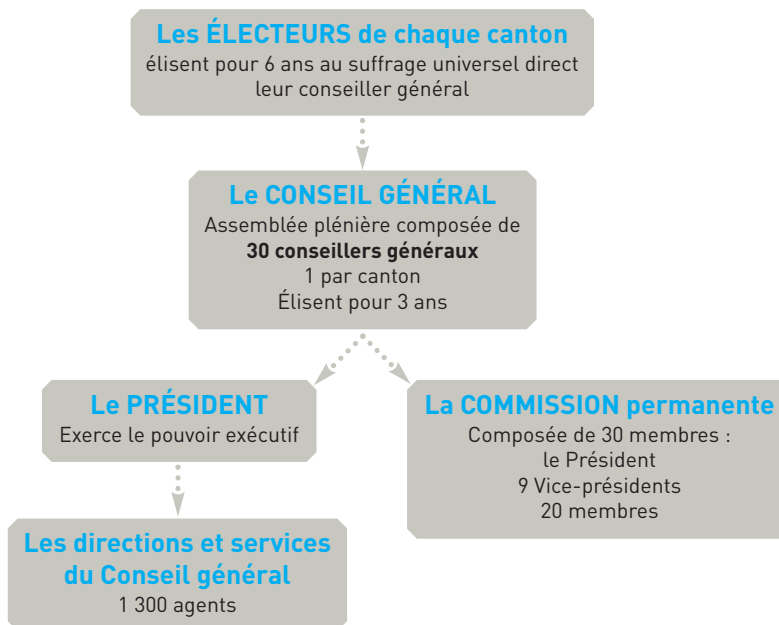 Les ÉLECTEURS de chaque canton
élisent pour 6 ans au suffrage universel direct
leur conseiller général
Le CONSEIL GÉNÉRAL
Assemblée plénière composée de
30 conseillers généraux
1 par canton
Élisent pour 3 ans
Le PRÉSIDENT
Exerce le pouvoir exécutif
La COMMISSION permanente
Composée de 30 membres :
le Président
9 Vice-présidents
20 membres
Les directions et services
du Conseil général
1 300 agents